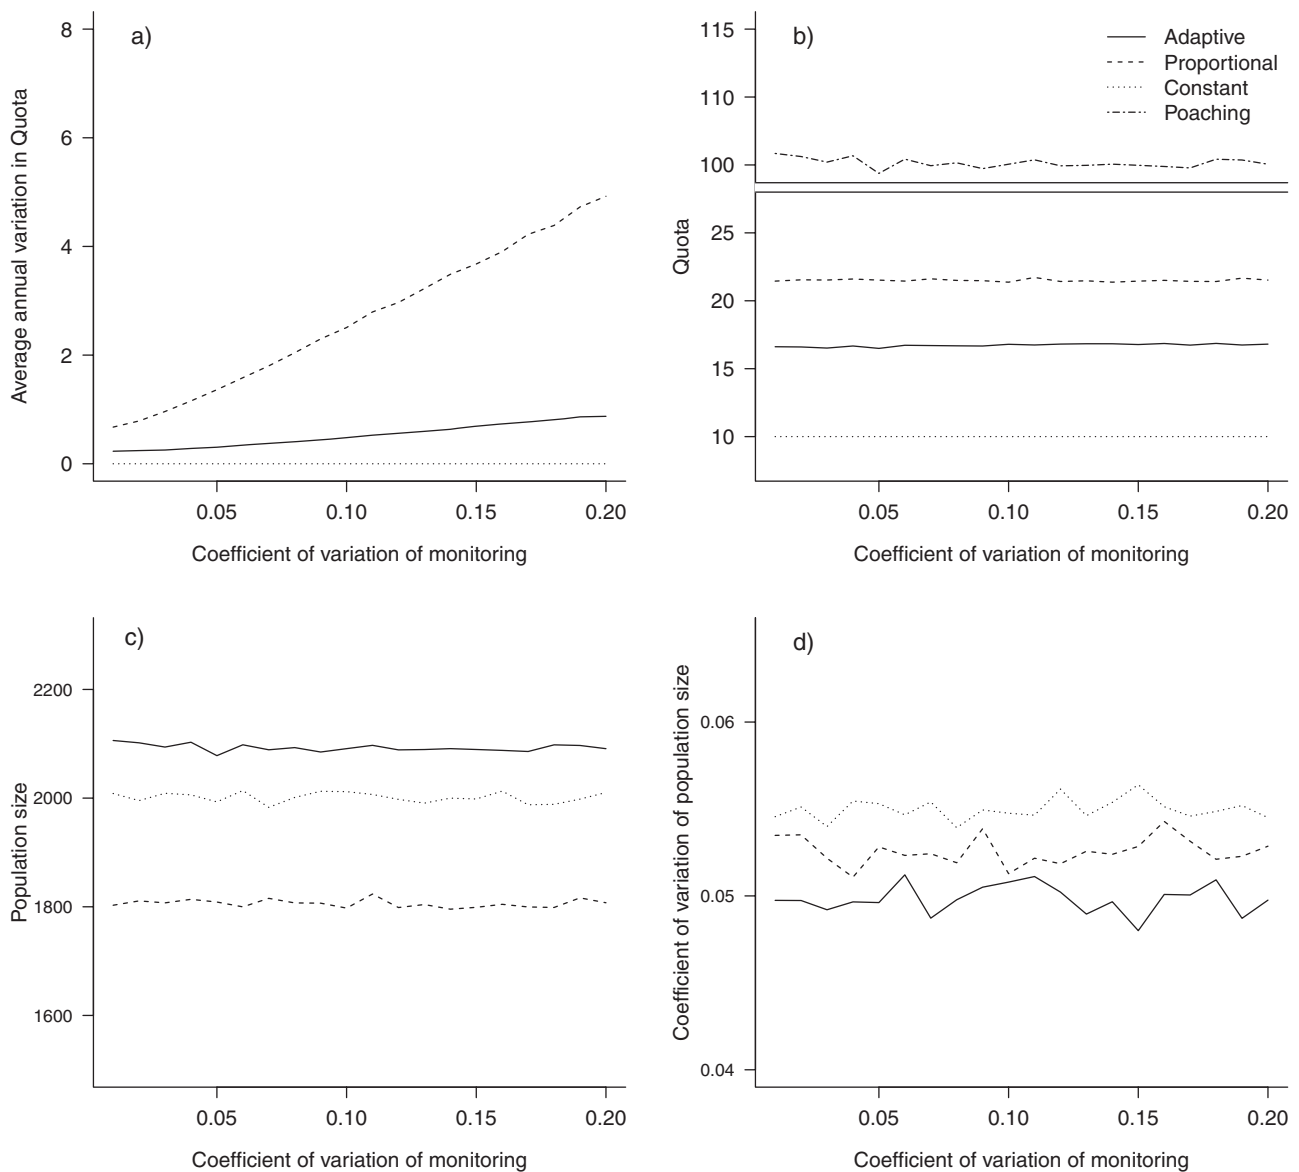 a)
8
6
4
2
0
Average annual variation in Quota
0.05 0.10 0.15 0.20
Coefficient of variation of monitoring
b)
Adaptive
Proportional
Constant
Poaching
115
110
100
25
20
15
10
Quota
0.05 0.10 0.15 0.20
Coefficient of variation of monitoring
c)
2200
2000
1800
1600
Population size
0.05 0.10 0.15 0.20
Coefficient of variation of monitoring
d)
0.06
0.05
0.04
Coefficient of variation of population size
0.05 0.10 0.15 0.20
Coefficient of variation of monitoring